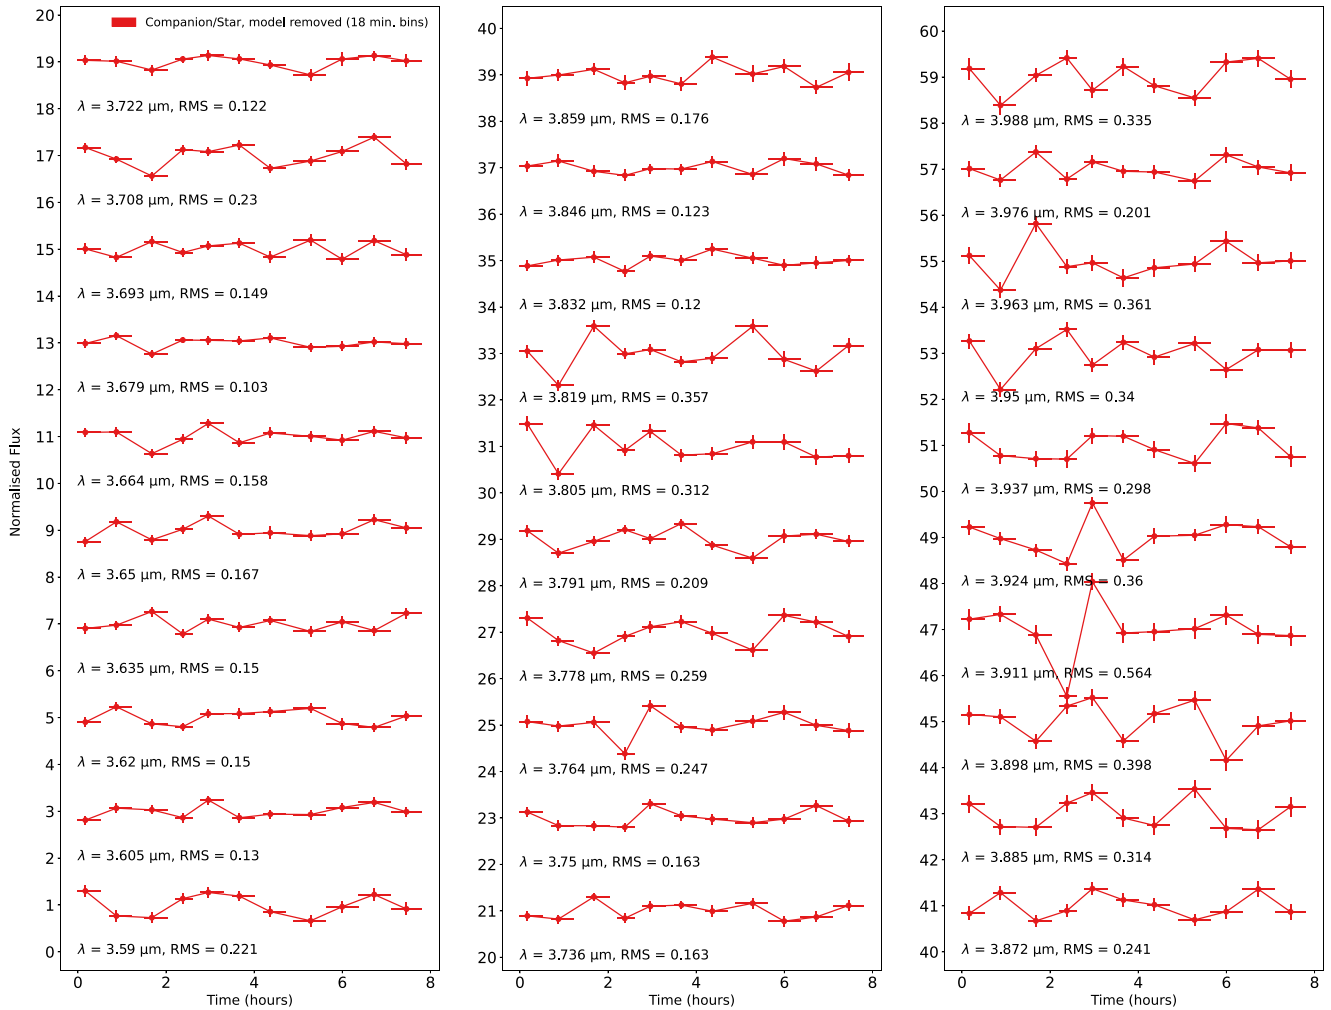 Companion/Star, model removed (18 min. bins)
Normalised Flux
20
19
18
17
16
15
14
13
12
11
10
9
8
7
6
5
4
3
2
1
0
λ = 3.722 μm, RMS = 0.122
λ = 3.708 μm, RMS = 0.23
λ = 3.693 μm, RMS = 0.149
λ = 3.679 μm, RMS = 0.103
λ = 3.664 μm, RMS = 0.158
λ = 3.65 μm, RMS = 0.167
λ = 3.635 μm, RMS = 0.15
λ = 3.62 μm, RMS = 0.15
λ = 3.605 μm, RMS = 0.13
λ = 3.59 μm, RMS = 0.221
0 2 4 6 8
Time (hours)
40
39
38
37
36
35
34
33
32
31
30
29
28
27
26
25
24
23
22
21
20
λ = 3.859 μm, RMS = 0.176
λ = 3.846 μm, RMS = 0.123
λ = 3.832 μm, RMS = 0.12
λ = 3.819 μm, RMS = 0.357
λ = 3.805 μm, RMS = 0.312
λ = 3.791 μm, RMS = 0.209
λ = 3.778 μm, RMS = 0.259
λ = 3.764 μm, RMS = 0.247
λ = 3.75 μm, RMS = 0.163
λ = 3.736 μm, RMS = 0.163
0 2 4 6 8
Time (hours)
60
59
58
57
56
55
54
53
52
51
50
49
48
47
46
45
44
43
42
41
40
λ = 3.988 μm, RMS = 0.335
λ = 3.976 μm, RMS = 0.201
λ = 3.963 μm, RMS = 0.361
λ = 3.95 μm, RMS = 0.34
λ = 3.937 μm, RMS = 0.298
λ = 3.924 μm, RMS = 0.36
λ = 3.911 μm, RMS = 0.564
λ = 3.898 μm, RMS = 0.398
λ = 3.885 μm, RMS = 0.314
λ = 3.872 μm, RMS = 0.241
0 2 4 6 8
Time (hours)